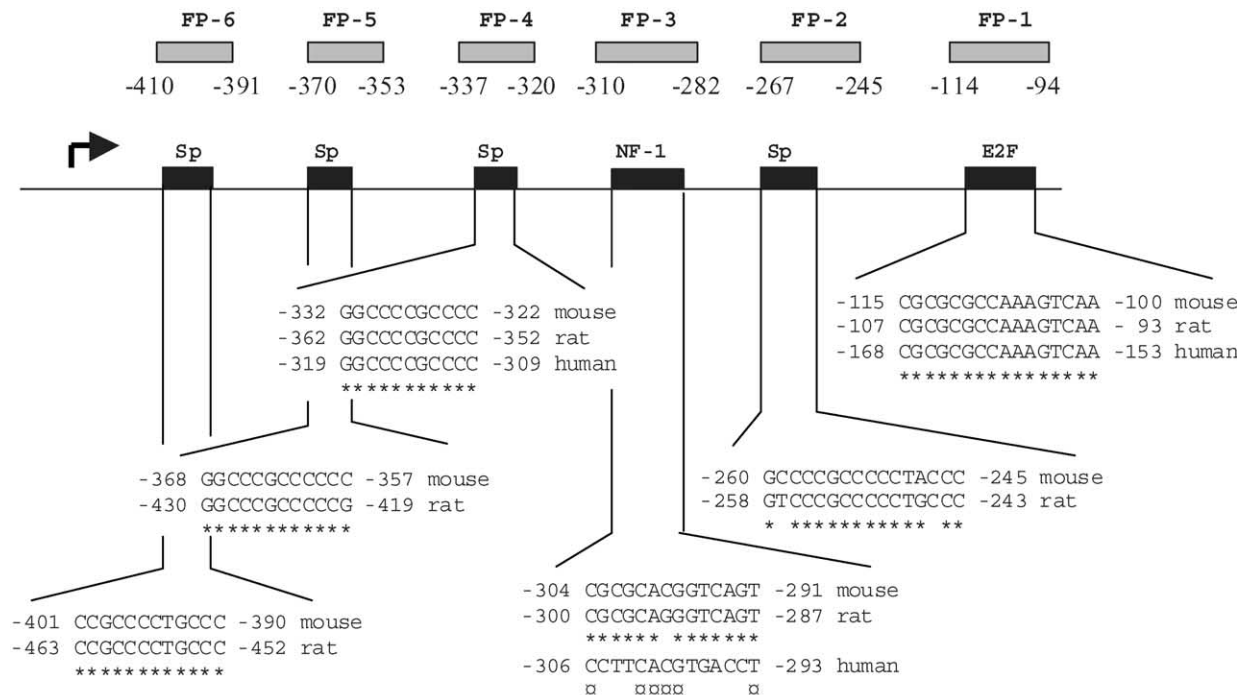 FP-6 FP-5 FP-4 FP-3 FP-2 FP-1
-410 -391 -370 -353 -337 -320 -310 -282 -267 -245 -114 -94
Sp Sp Sp NF-1 Sp E2F
-332 GGCCCCGCCCC -322 mouse
-362 GGCCCCGCCCC -352 rat
-319 GGCCCCGCCCC -309 human
***********
-115 CGCGCGCCAAAGTCAA -100 mouse
-107 CGCGCGCCAAAGTCAA - 93 rat
-168 CGCGCGCCAAAGTCAA -153 human
****************
-368 GGCCCGCCCCCC -357 mouse
-430 GGCCCGCCCCCG -419 rat
************
-260 GCCCCGCCCCCTACCC -245 mouse
-258 GTCCCGCCCCCTGCCC -243 rat
* *********** **
-401 CCGCCCCTGCCC -390 mouse
-463 CCGCCCCTGCCC -452 rat
************
-304 CGCGCACGGTCAGT -291 mouse
-300 CGCGCAGGGTCAGT -287 rat
****** *******
-306 CCTTCACGTGACCT -293 human
¤ ¤¤¤¤ ¤